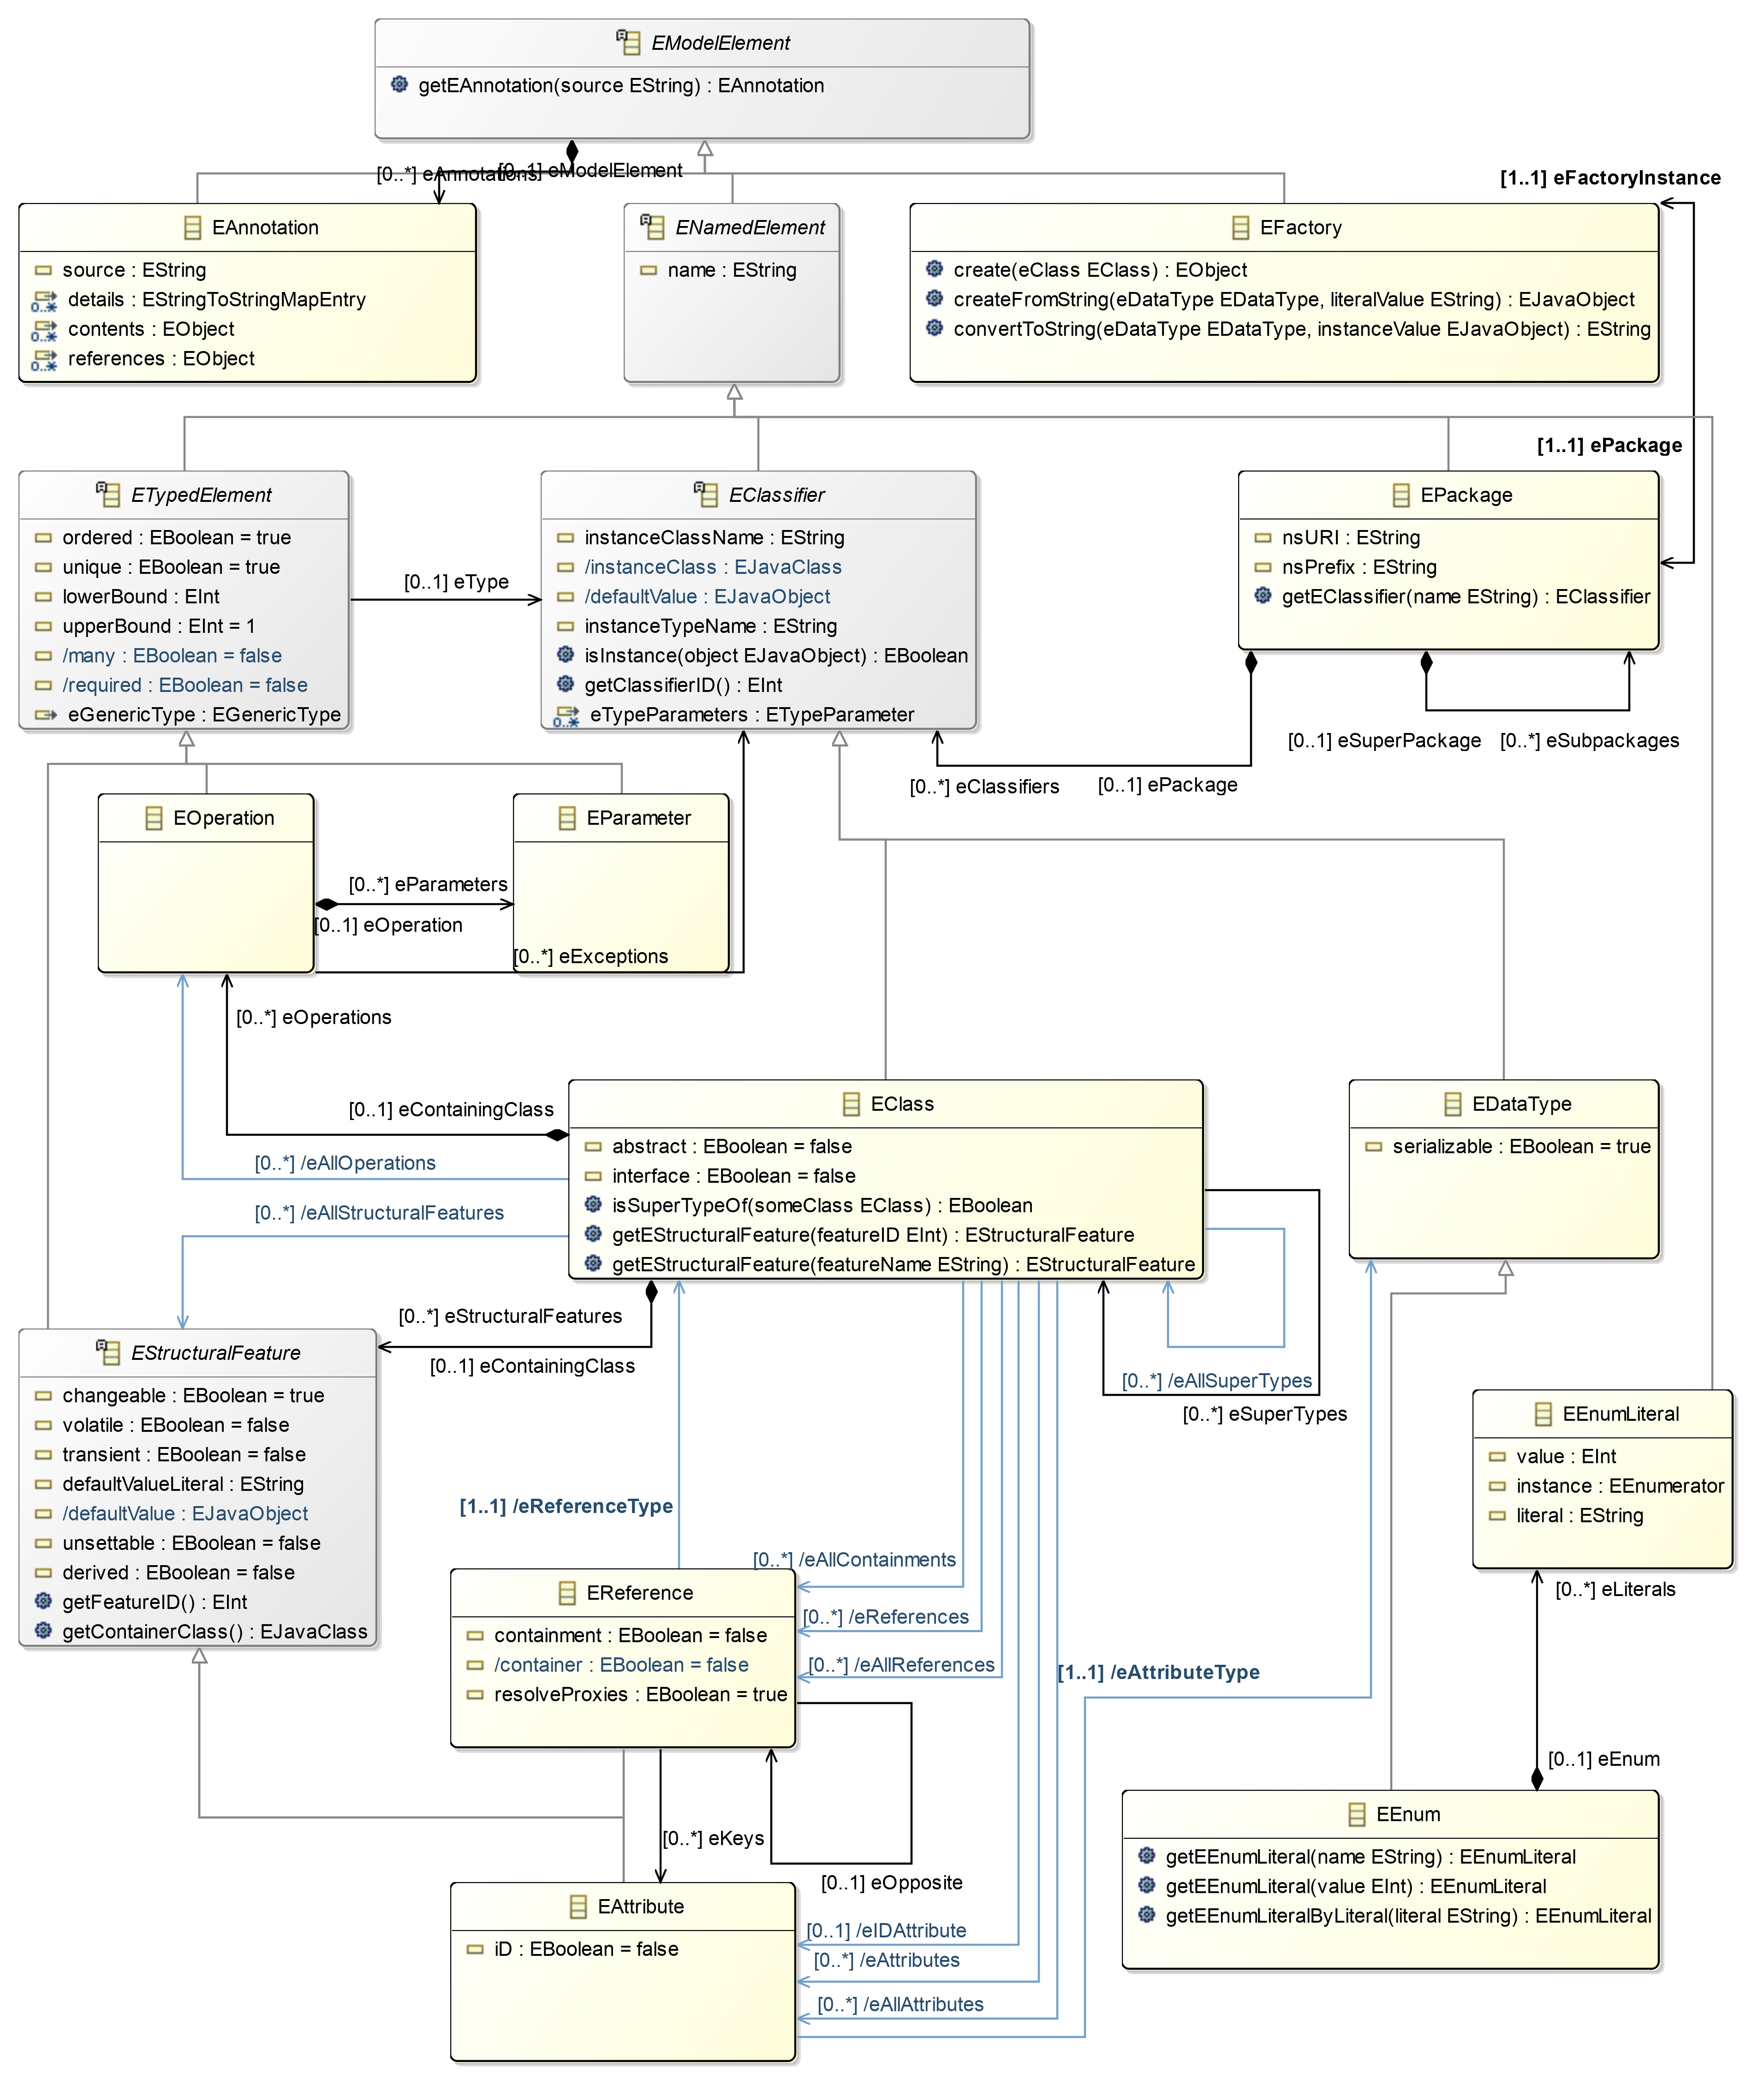 EModelElement
getEAnnotation(source EString) : EAnnotation
[0..*] eAnnotations
[0..1] eModelElement
[1..1] eFactoryInstance
EAnnotation
source : EString
details : EStringToStringMapEntry
0..*
contents : EObject
0..*
references : EObject
0..*
ENamedElement
name : EString
EFactory
create(eClass EClass) : EObject
createFromString(eDataType EDataType, literalValue EString) : EJavaObject
convertToString(eDataType EDataType, instanceValue EJavaObject) : EString
[1..1] ePackage
ETypedElement
ordered : EBoolean = true
unique : EBoolean = true
lowerBound : EInt
upperBound : EInt = 1
/many : EBoolean = false
/required : EBoolean = false
eGenericType : EGenericType
[0..1] eType
EClassifier
instanceClassName : EString
/instanceClass : EJavaClass
/defaultValue : EJavaObject
instanceTypeName : EString
isInstance(object EJavaObject) : EBoolean
getClassifierID() : EInt
eTypeParameters : ETypeParameter
0..*
EPackage
nsURI : EString
nsPrefix : EString
getEClassifier(name EString) : EClassifier
[0..1] eSuperPackage
[0..*] eSubpackages
[0..*] eClassifiers
[0..1] ePackage
EOperation
EParameter
[0..*] eParameters
[0..1] eOperation
[0..*] eExceptions
[0..*] eOperations
[0..1] eContainingClass
[0..*] /eAllOperations
[0..*] /eAllStructuralFeatures
EClass
abstract : EBoolean = false
interface : EBoolean = false
isSuperTypeOf(someClass EClass) : EBoolean
getEStructuralFeature(featureID EInt) : EStructuralFeature
getEStructuralFeature(featureName EString) : EStructuralFeature
EDataType
serializable : EBoolean = true
[0..*] eStructuralFeatures
[0..1] eContainingClass
[0..*] /eAllSuperTypes
[0..*] eSuperTypes
EStructuralFeature
changeable : EBoolean = true
volatile : EBoolean = false
transient : EBoolean = false
defaultValueLiteral : EString
/defaultValue : EJavaObject
unsettable : EBoolean = false
derived : EBoolean = false
getFeatureID() : EInt
getContainerClass() : EJavaClass
EEnumLiteral
value : EInt
instance : EEnumerator
literal : EString
[1..1] /eReferenceType
[0..*] /eAllContainments
[0..*] /eReferences
[0..*] /eAllReferences
[1..1] /eAttributeType
[0..*] eLiterals
EReference
containment : EBoolean = false
/container : EBoolean = false
resolveProxies : EBoolean = true
[0..1] eEnum
[0..*] eKeys
[0..1] eOpposite
EEnum
getEEnumLiteral(name EString) : EEnumLiteral
getEEnumLiteral(value EInt) : EEnumLiteral
getEEnumLiteralByLiteral(literal EString) : EEnumLiteral
EAttribute
iD : EBoolean = false
[0..1] /eIDAttribute
[0..*] /eAttributes
[0..*] /eAllAttributes